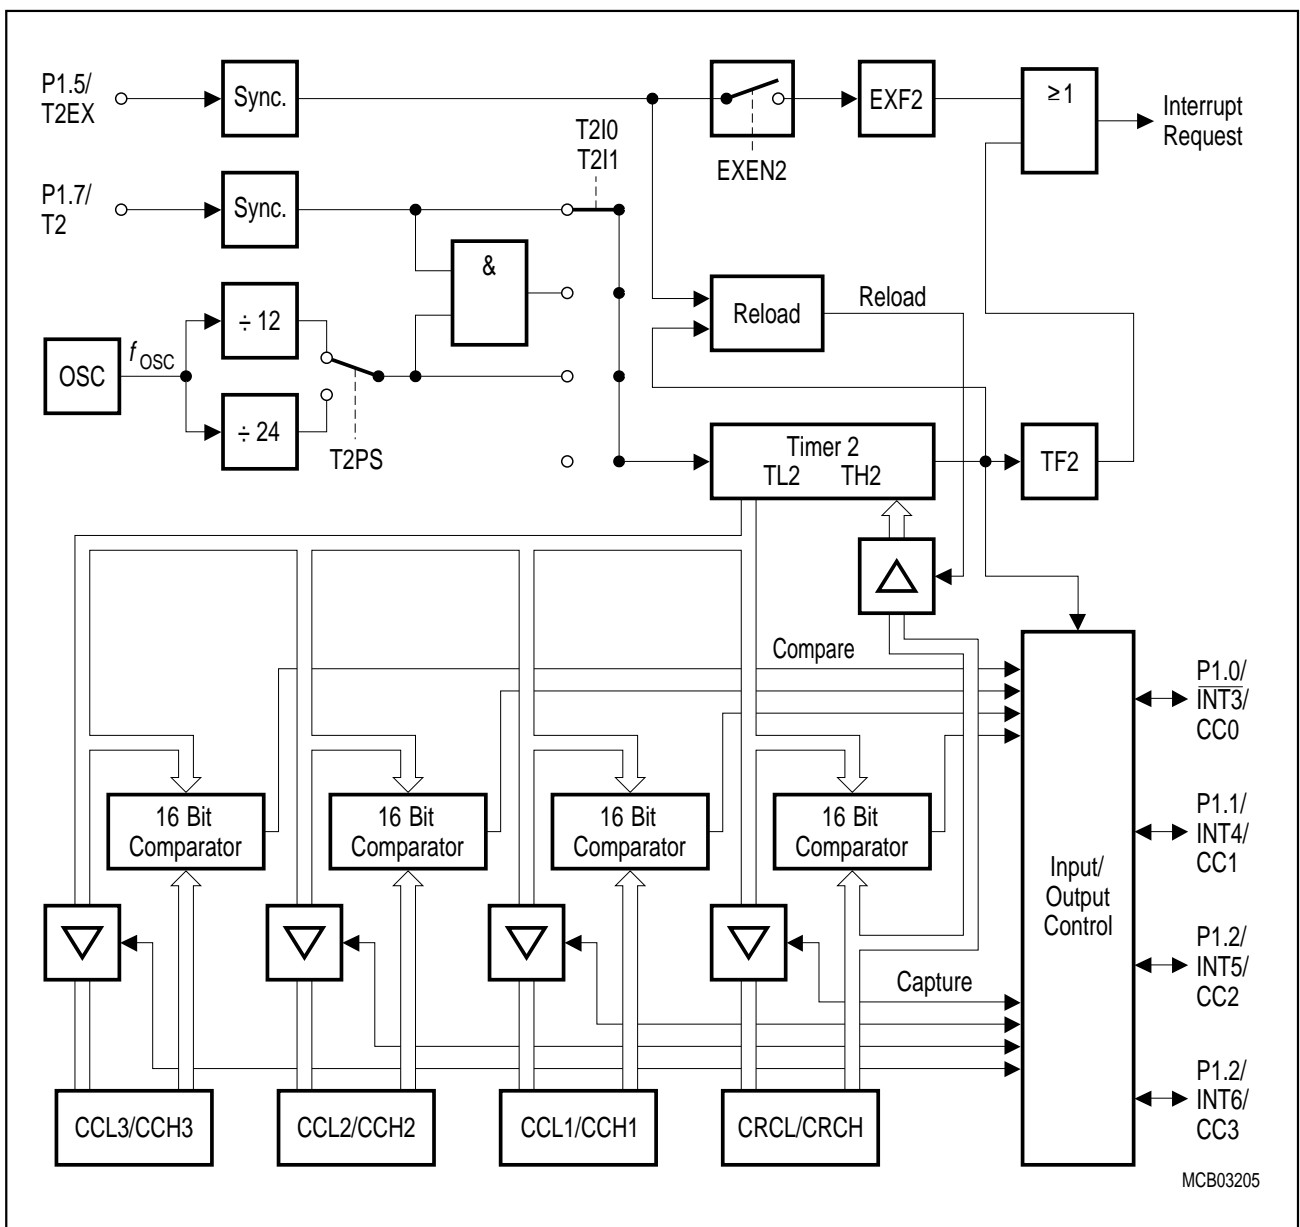 P1.5/
T2EX
Sync.
EXEN2
EXF2
≥1
Interrupt
Request
T2I0
T2I1
P1.7/
T2
Sync.
&
÷ 12
OSC
f OSC
÷ 24
T2PS
Reload
Reload
Timer 2
TL2 TH2
TF2
Compare
16 Bit
Comparator
16 Bit
Comparator
16 Bit
Comparator
16 Bit
Comparator
Capture
Input/
Output
Control
P1.0/
INT3/
CC0
P1.1/
INT4/
CC1
P1.2/
INT5/
CC2
P1.2/
INT6/
CC3
CCL3/CCH3
CCL2/CCH2
CCL1/CCH1
CRCL/CRCH
MCB03205